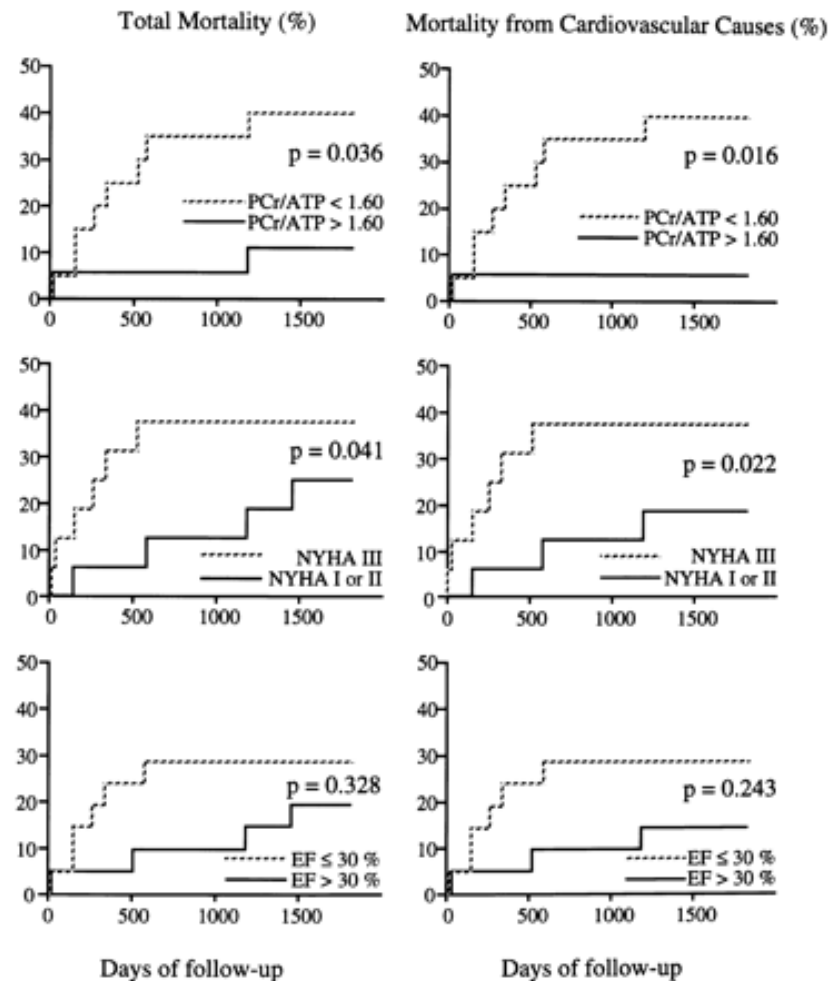 Total Mortality (%)
Mortality from Cardiovascular Causes (%)
50
40
30
20
10
0
p = 0.036
PCr/ATP < 1.60
PCr/ATP > 1.60
0 500 1000 1500
50
40
30
20
10
0
p = 0.016
PCr/ATP < 1.60
PCr/ATP > 1.60
0 500 1000 1500
50
40
30
20
10
0
p = 0.041
NYHA III
NYHA I or II
0 500 1000 1500
50
40
30
20
10
0
p = 0.022
NYHA III
NYHA I or II
0 500 1000 1500
50
40
30
20
10
0
p = 0.328
EF ≤ 30 %
EF > 30 %
0 500 1000 1500
50
40
30
20
10
0
p = 0.243
EF ≤ 30 %
EF > 30 %
0 500 1000 1500
Days of follow-up
Days of follow-up